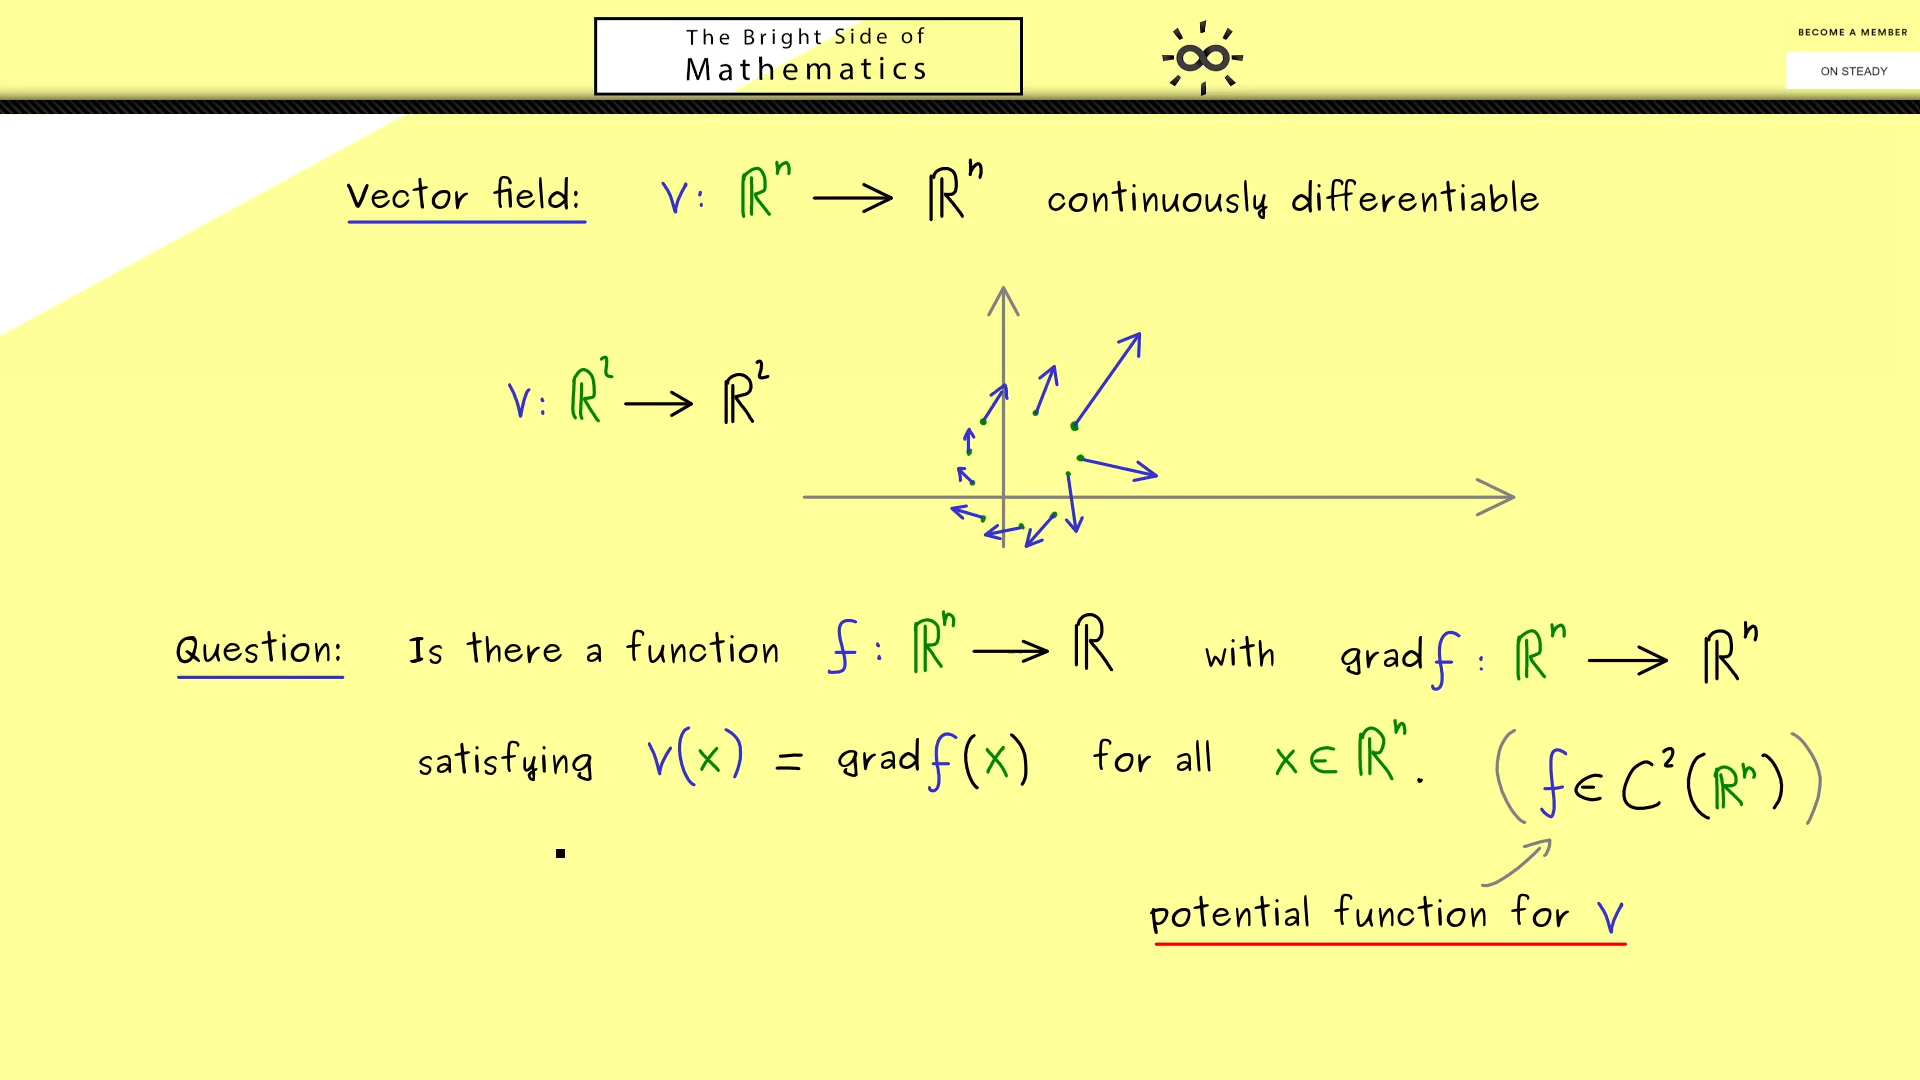 The Bright Side of
Mathematics
BECOME A MEMBER
ON STEADY
Vector field: v: ℝⁿ ⟶ ℝⁿ continuously differentiable
v: ℝ² ⟶ ℝ²
Question: Is there a function f: ℝⁿ ⟶ ℝ with grad f: ℝⁿ ⟶ ℝⁿ
satisfying v(x) = grad f(x) for all x ∈ ℝⁿ. (f ∈ C²(ℝⁿ))
potential function for v